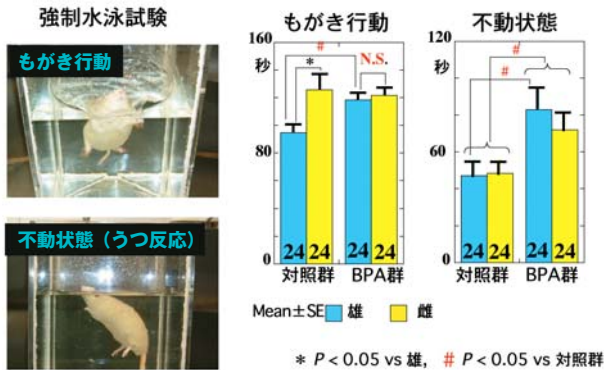 強制水泳試験
もがき行動
不動状態（うつ反応）
もがき行動
160
秒
80
0
#
*
N.S.
24 24 24 24
対照群 BPA群
不動状態
120
秒
60
0
#
#
24 24 24 24
対照群 BPA群
Mean±SE 雄 雌
* P < 0.05 vs 雄, # P < 0.05 vs 対照群